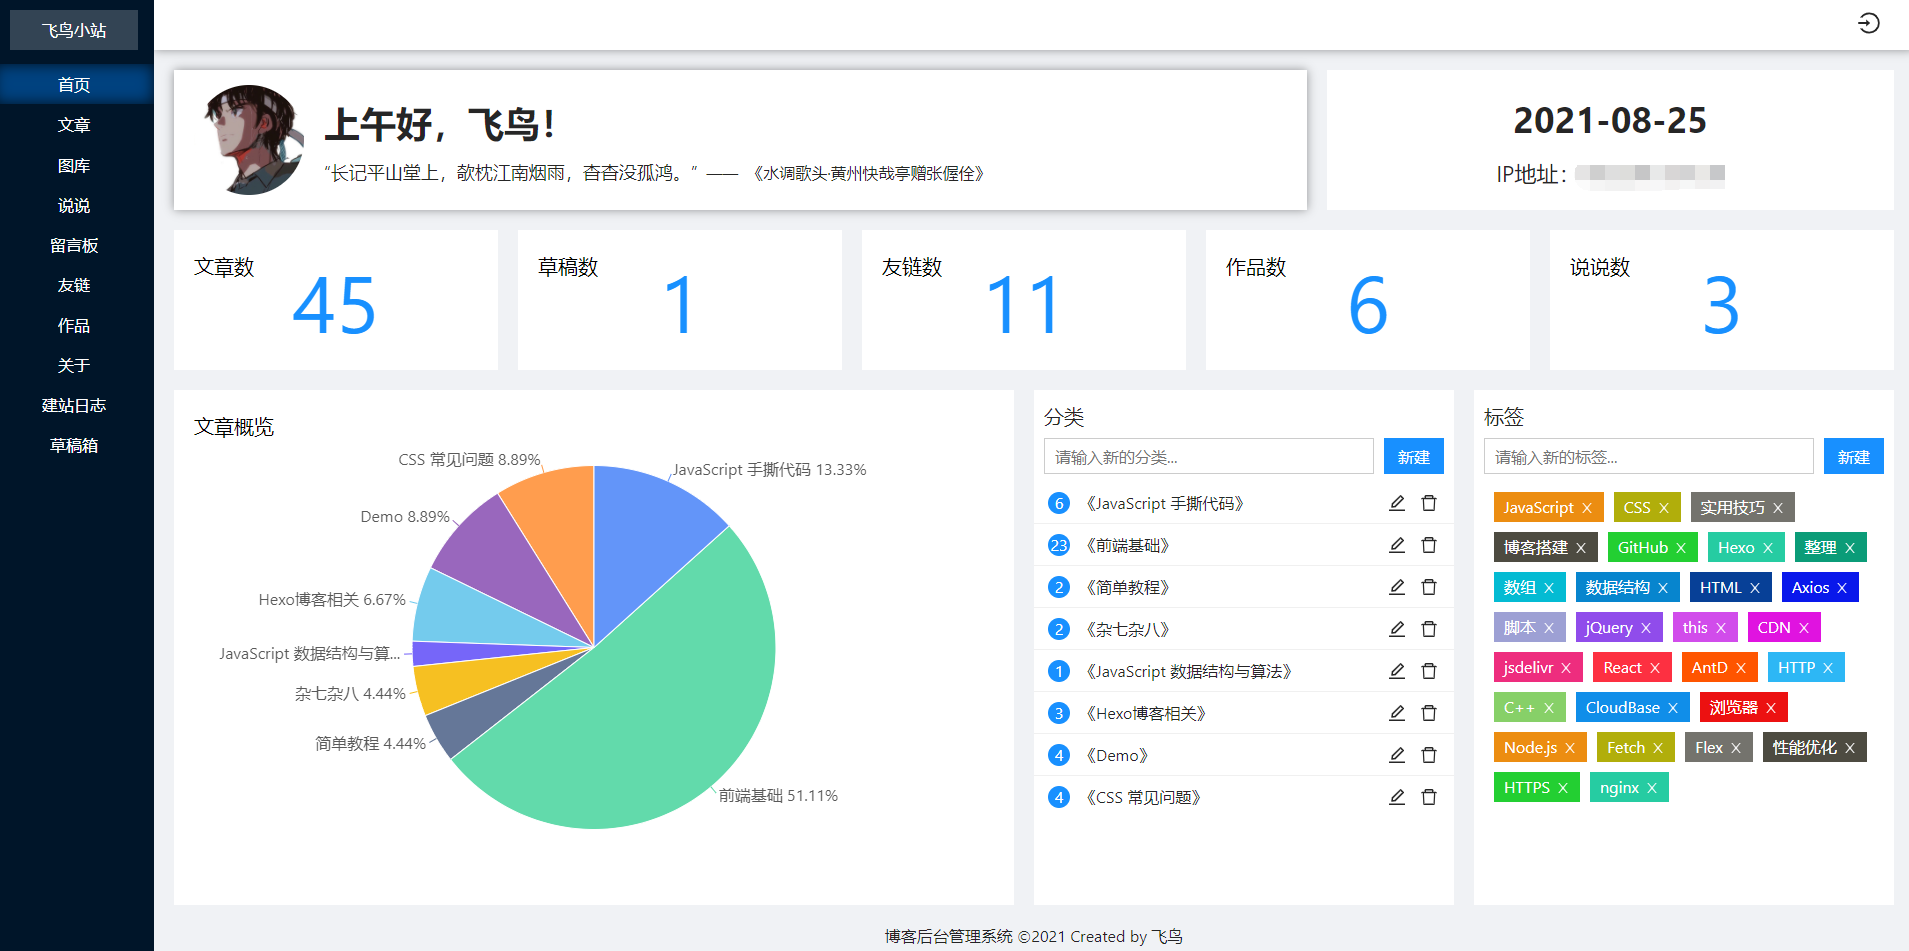 飞鸟小站
首页
文章
图库
说说
留言板
友链
作品
关于
建站日志
草稿箱
上午好，飞鸟！
“长记平山堂上，欹枕江南烟雨，杳杳没孤鸿。”—— 《水调歌头·黄州快哉亭赠张偓佺》
2021-08-25
IP地址：
文章数
45
草稿数
1
友链数
11
作品数
6
说说数
3
文章概览
CSS 常见问题 8.89%
JavaScript 手撕代码 13.33%
Demo 8.89%
Hexo博客相关 6.67%
JavaScript 数据结构与算...
杂七杂八 4.44%
简单教程 4.44%
前端基础 51.11%
分类
请输入新的分类... 新建
6 《JavaScript 手撕代码》
23 《前端基础》
2 《简单教程》
2 《杂七杂八》
1 《JavaScript 数据结构与算法》
3 《Hexo博客相关》
4 《Demo》
4 《CSS 常见问题》
标签
请输入新的标签... 新建
JavaScript X CSS X 实用技巧 X
博客搭建 X GitHub X Hexo X 整理 X
数组 X 数据结构 X HTML X Axios X
脚本 X jQuery X this X CDN X
jsdelivr X React X AntD X HTTP X
C++ X CloudBase X 浏览器 X
Node.js X Fetch X Flex X 性能优化 X
HTTPS X nginx X
博客后台管理系统 ©2021 Created by 飞鸟